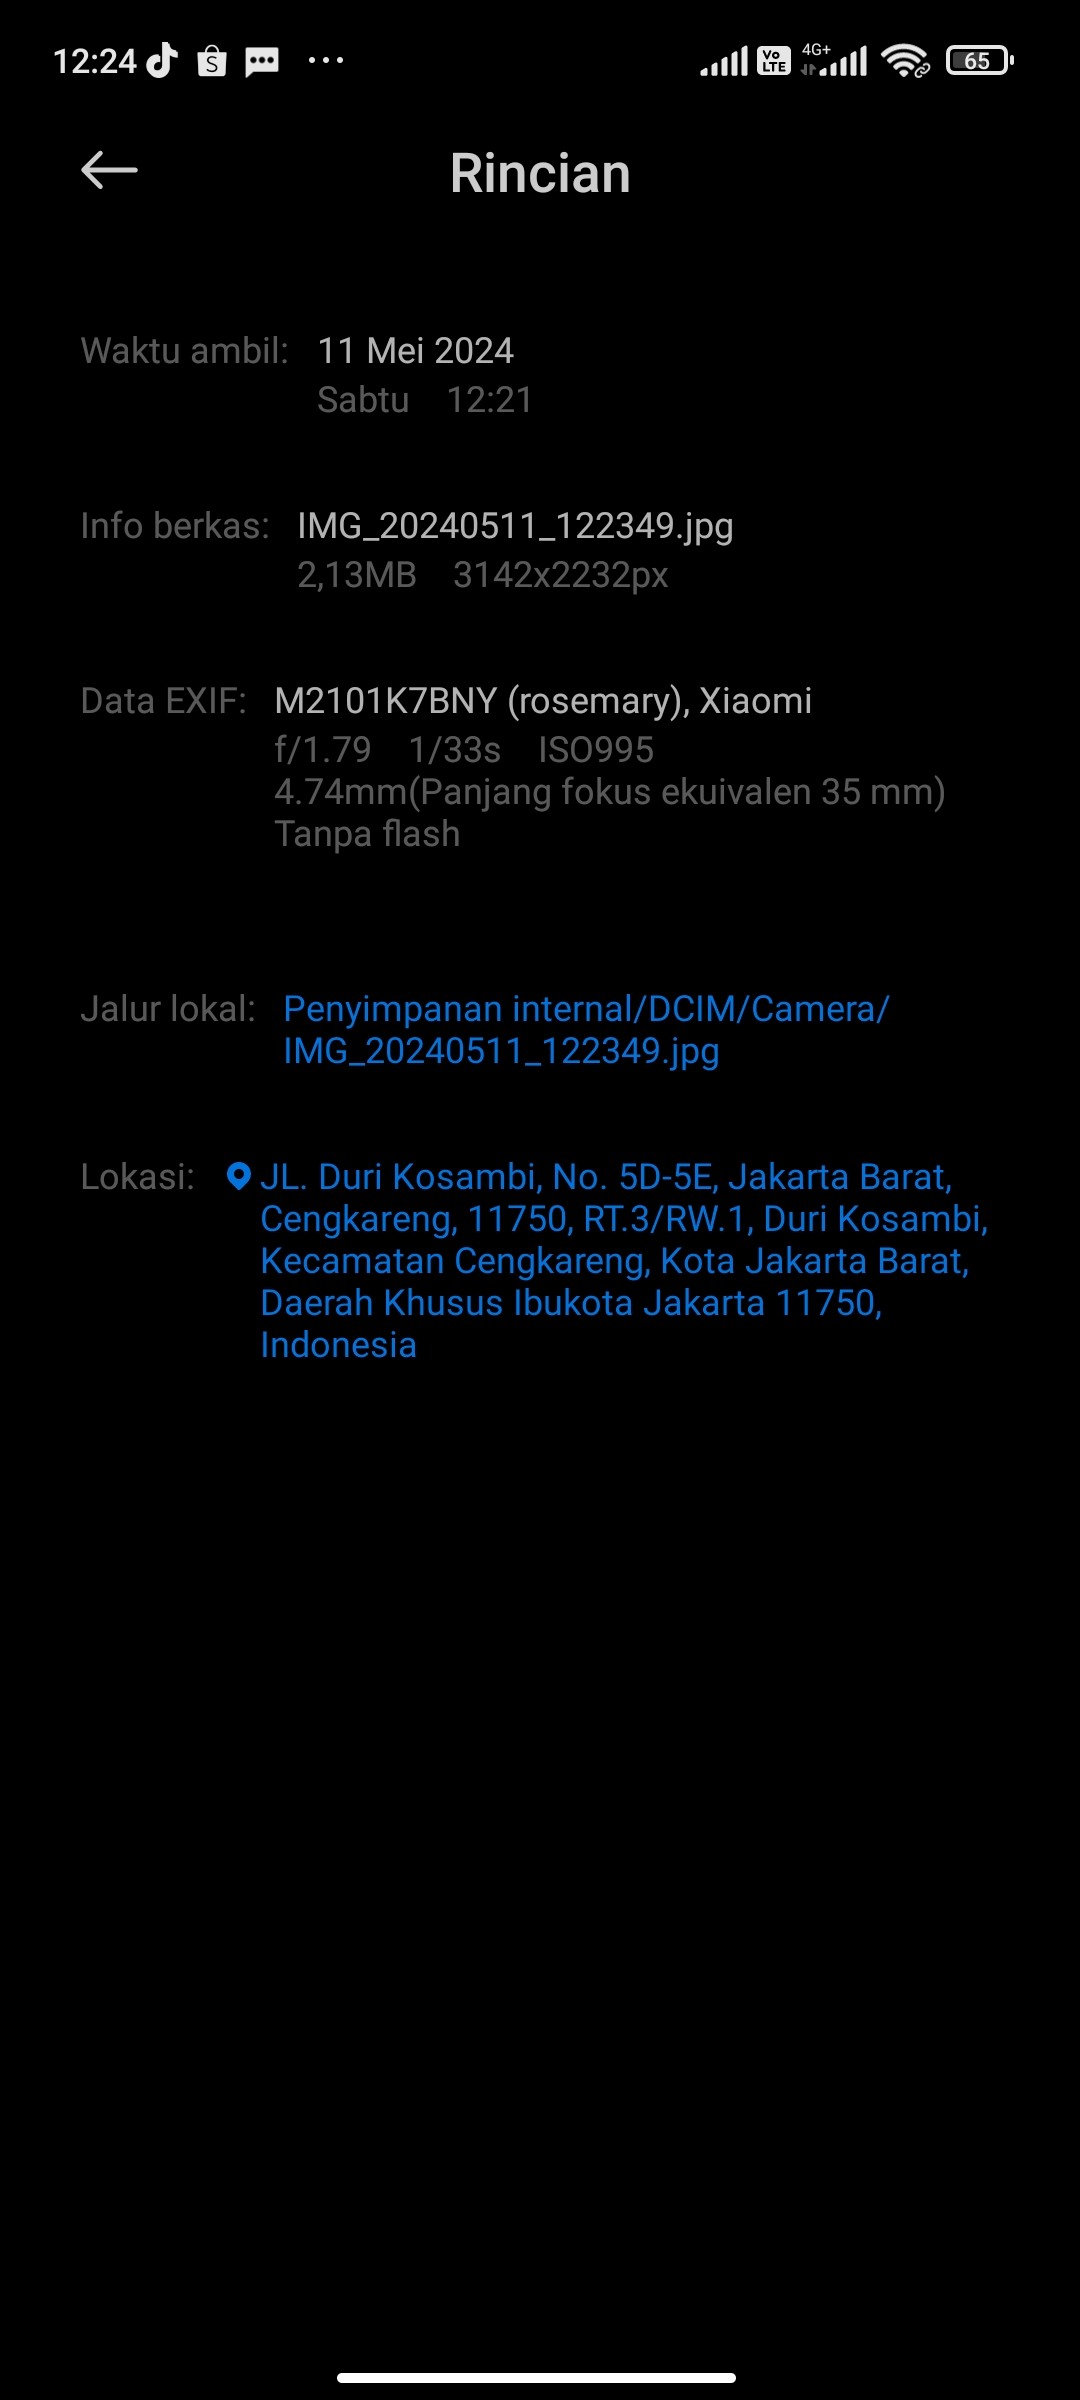 12:24 S ... Vo LTE 4G+ 65
Rincian
Waktu ambil: 11 Mei 2024
Sabtu 12:21
Info berkas: IMG_20240511_122349.jpg
2,13MB 3142x2232px
Data EXIF: M2101K7BNY (rosemary), Xiaomi
f/1.79 1/33s ISO995
4.74mm(Panjang fokus ekuivalen 35 mm)
Tanpa flash
Jalur lokal: Penyimpanan internal/DCIM/Camera/
IMG_20240511_122349.jpg
Lokasi: JL. Duri Kosambi, No. 5D-5E, Jakarta Barat,
Cengkareng, 11750, RT.3/RW.1, Duri Kosambi,
Kecamatan Cengkareng, Kota Jakarta Barat,
Daerah Khusus Ibukota Jakarta 11750,
Indonesia